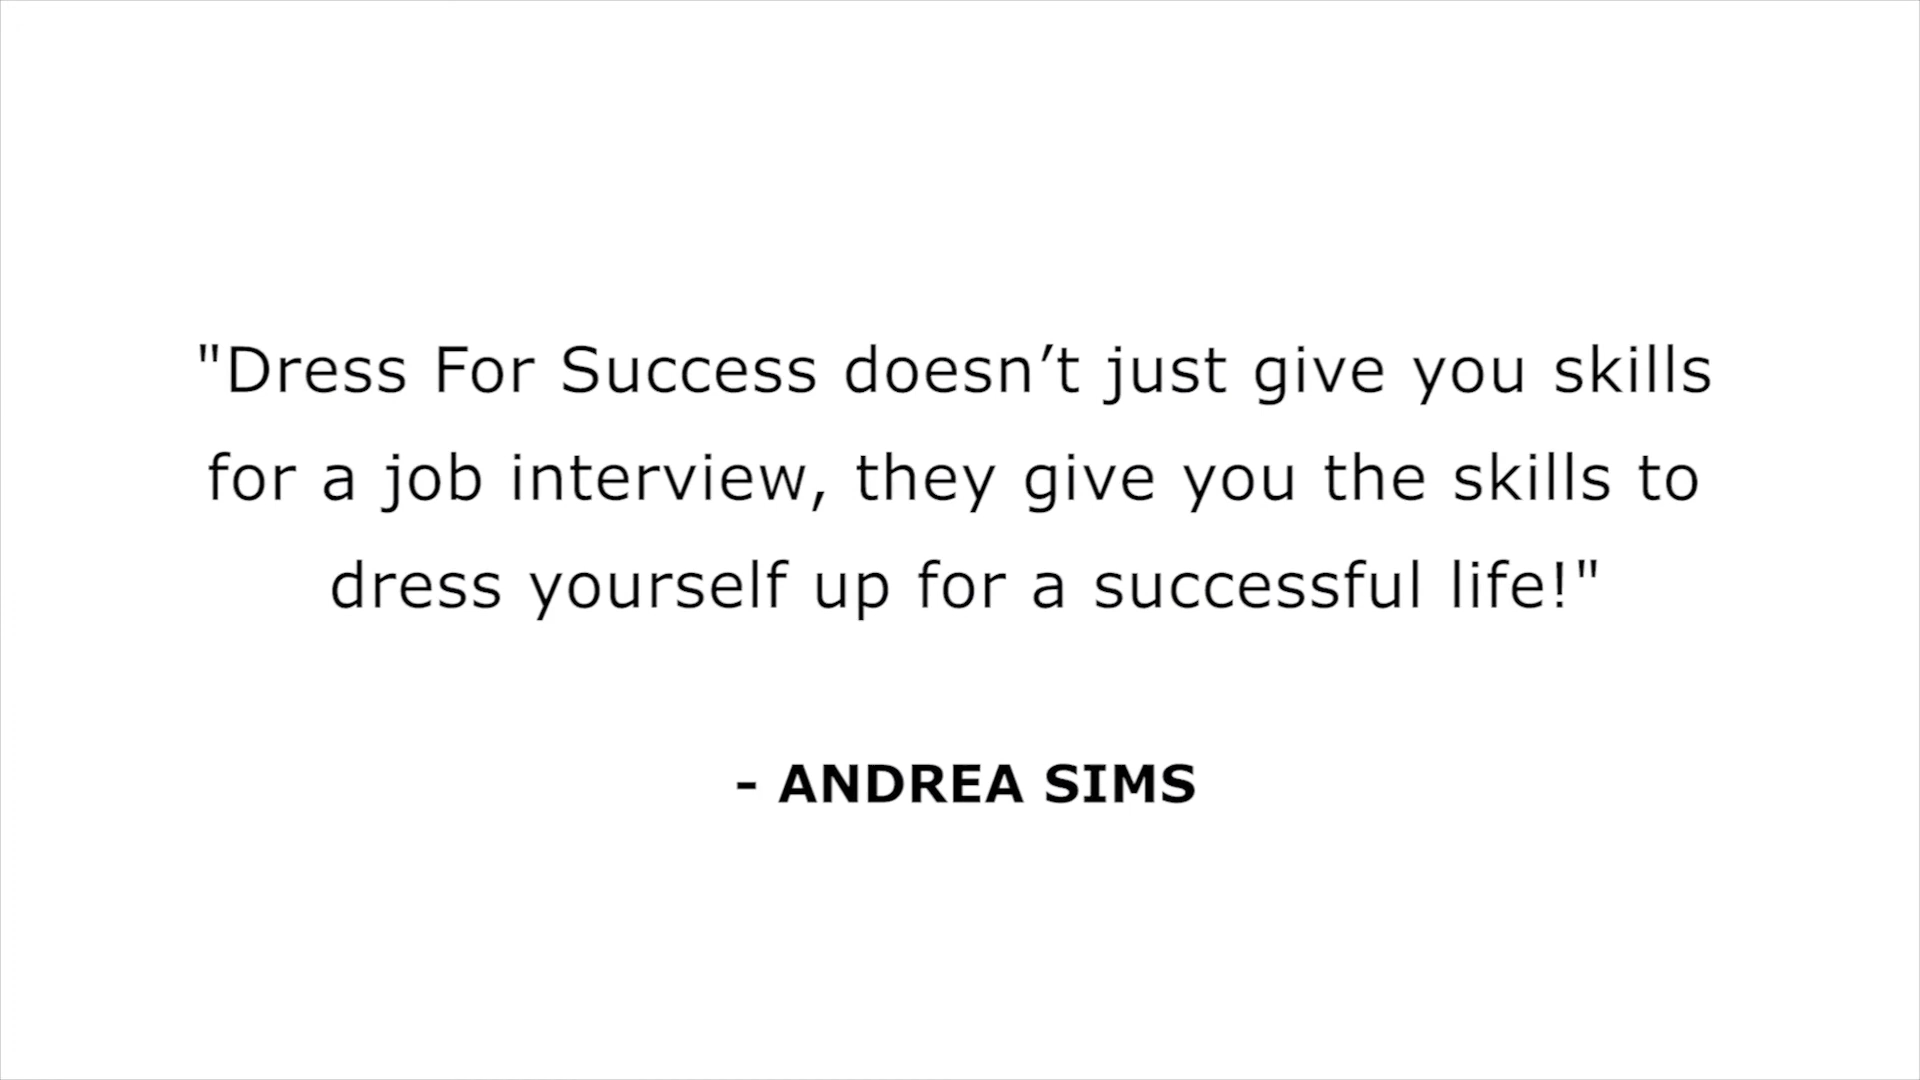 "Dress For Success doesn’t just give you skills
for a job interview, they give you the skills to
dress yourself up for a successful life!"
- ANDREA SIMS